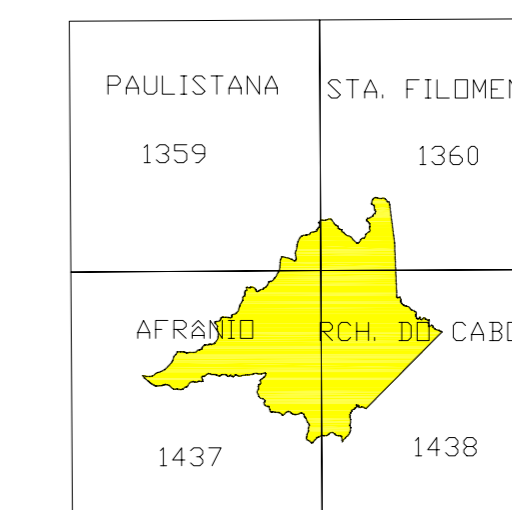 PAULISTANA
1359
STA. FILOMEN
1360
AFRÂNIO
1437
RCH. DO CABO
1438